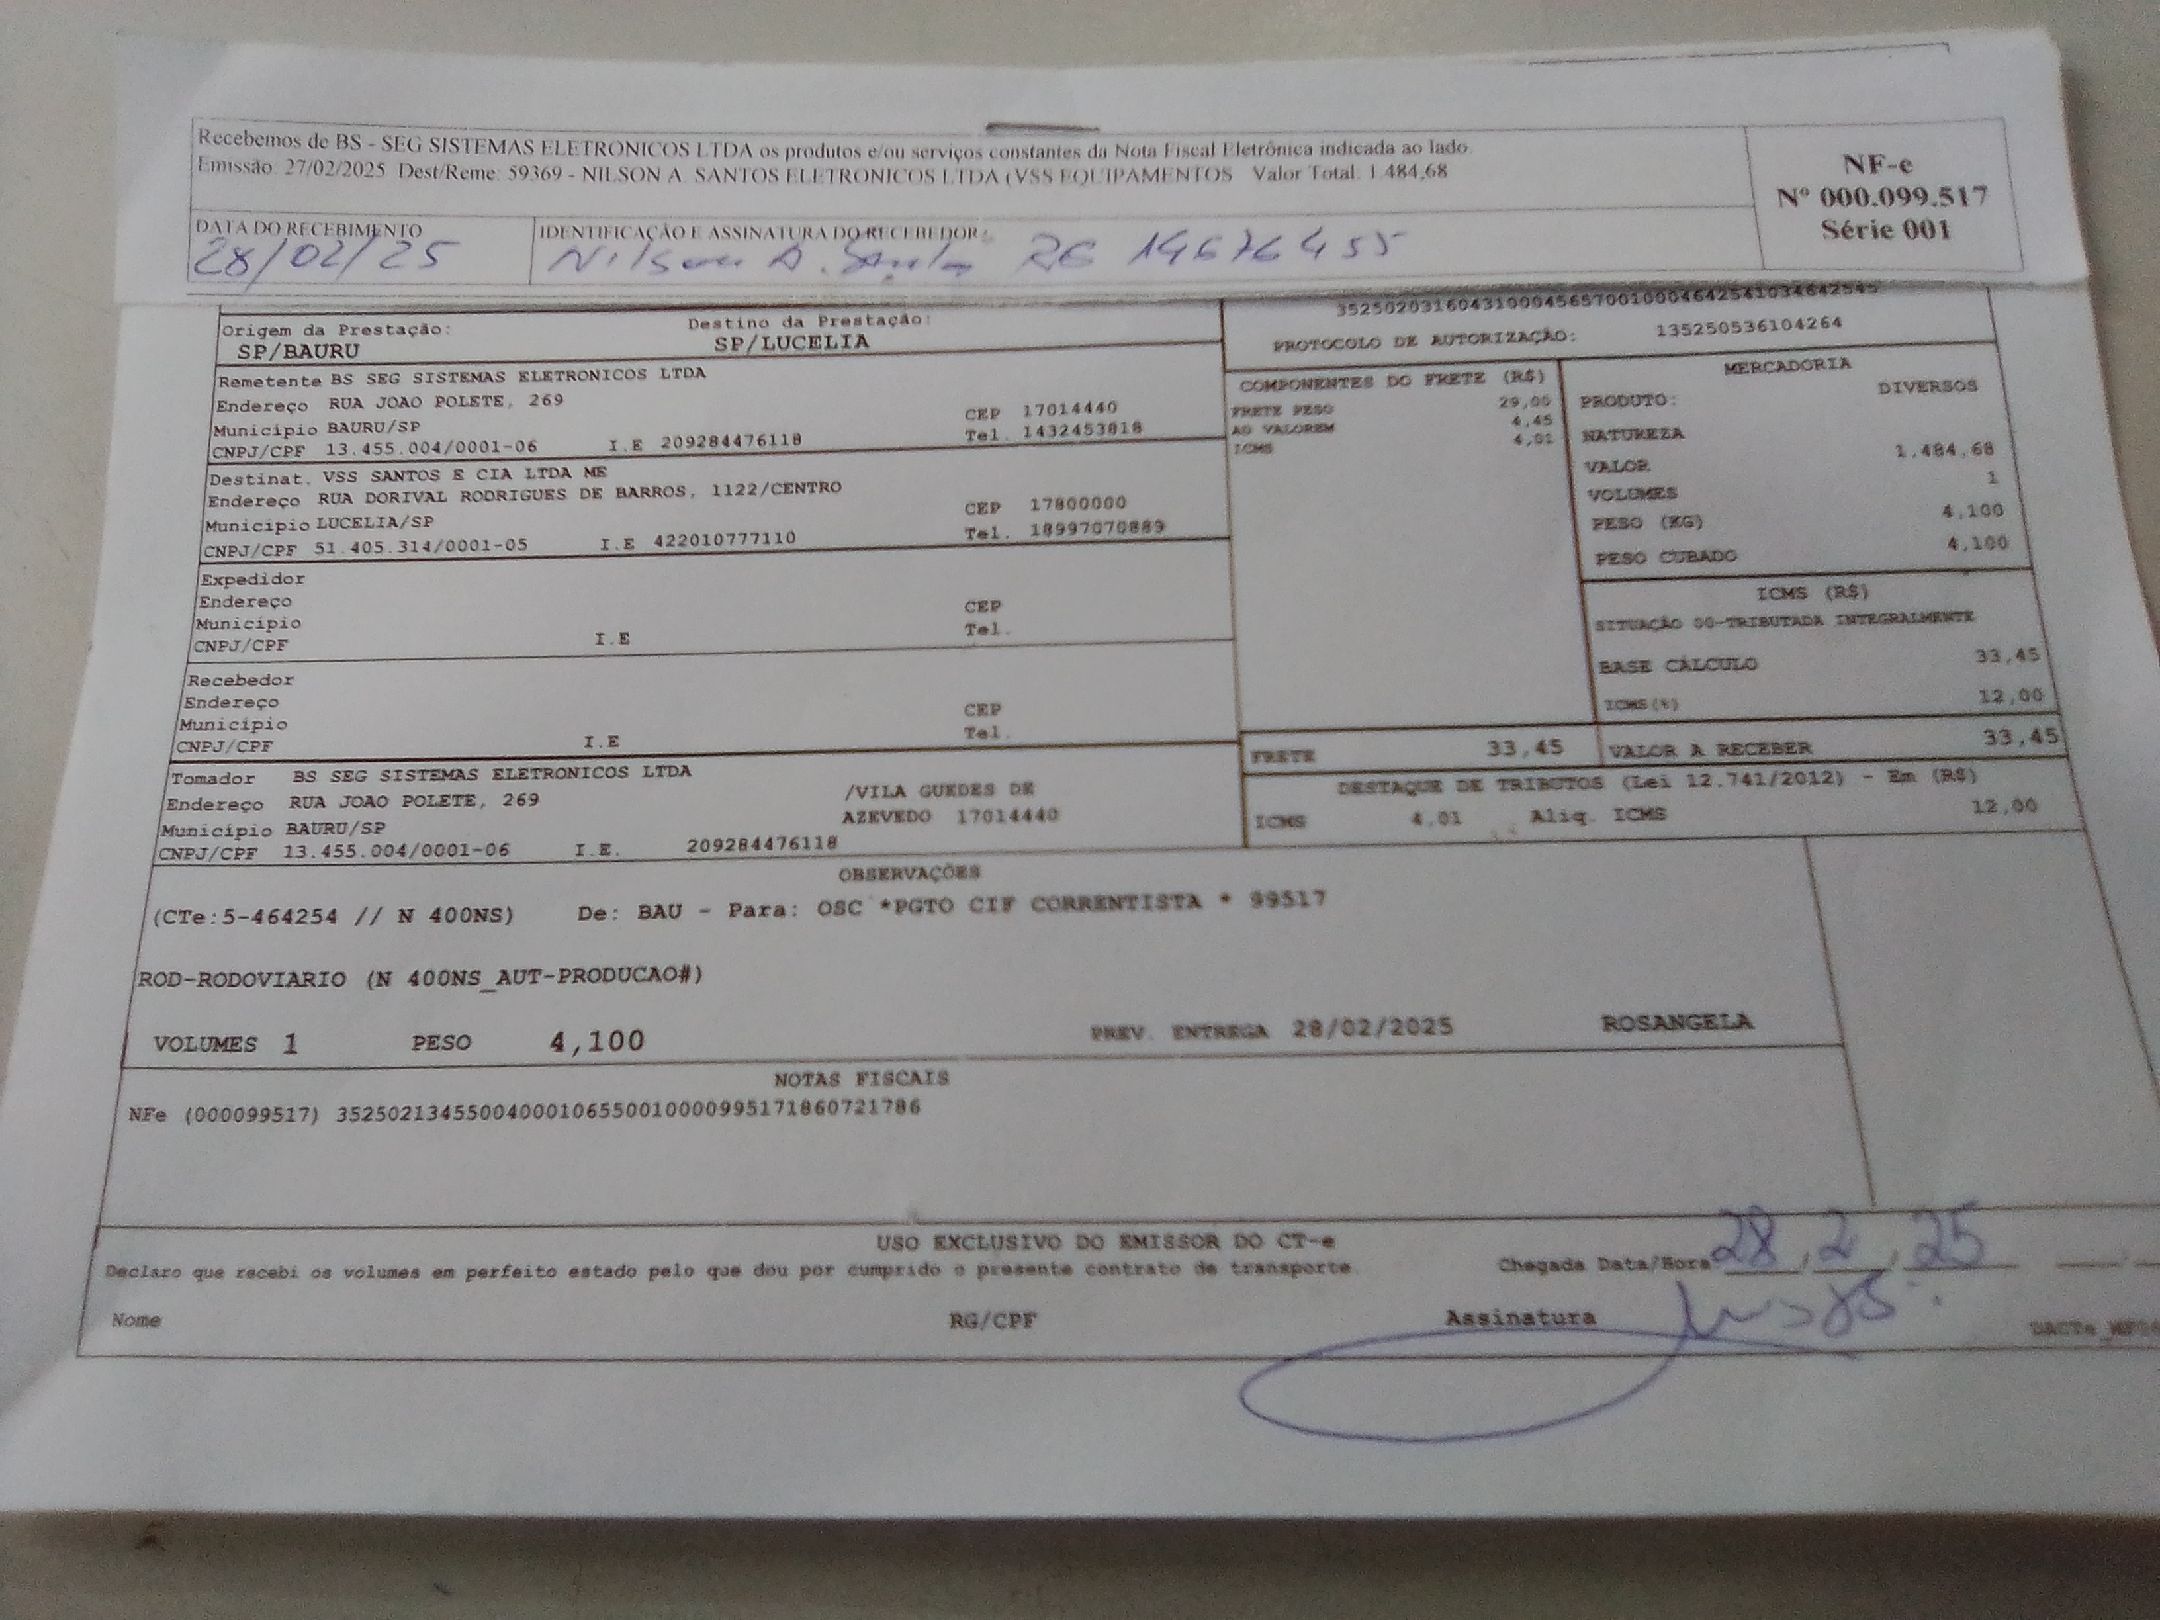 Recebemos de BS - SEG SISTEMAS ELETRONICOS LTDA os produtos e/ou serviços constantes da Nota Fiscal Eletrônica indicada ao lado.
Emissão: 27/02/2025 Dest/Reme: 59369 - NILSON A. SANTOS ELETRONICOS LTDA (VSS EQUIPAMENTOS Valor Total: 1.484,68
NF-e
Nº 000.099.517
Série 001
DATA DO RECEBIMENTO
28/02/25
IDENTIFICAÇÃO E ASSINATURA DO RECEBEDOR
Nilson A. Santos RG 14676455
Origem da Prestação: Destino da Prestação:
SP/BAURU SP/LUCELIA
PROTOCOLO DE AUTORIZAÇÃO: 135250536104264
Remetente BS SEG SISTEMAS ELETRONICOS LTDA
Endereço RUA JOAO POLETE, 269 CEP 17014440
Município BAURU/SP Tel. 1432453818
CNPJ/CPF 13.455.004/0001-06 I.E 209284476118
Destinat. VSS SANTOS E CIA LTDA ME
Endereço RUA DORIVAL RODRIGUES DE BARROS, 1122/CENTRO CEP 17800000
Município LUCELIA/SP Tel. 18997070889
CNPJ/CPF 51.405.314/0001-05 I.E 422010777110
Expedidor
Endereço CEP
Município Tel.
CNPJ/CPF I.E
Recebedor
Endereço CEP
Município Tel.
CNPJ/CPF I.E
Tomador BS SEG SISTEMAS ELETRONICOS LTDA
Endereço RUA JOAO POLETE, 269 /VILA GUEDES DE
Município BAURU/SP AZEVEDO 17014440
CNPJ/CPF 13.455.004/0001-06 I.E. 209284476118
COMPONENTES DO FRETE (R$)
FRETE PESO 29,00
AD VALOREM 4,45
ICMS 4,01
MERCADORIA
PRODUTO: DIVERSOS
NATUREZA
VALOR 1.484,68
VOLUMES 1
PESO (KG) 4,100
PESO CUBADO 4,100
ICMS (R$)
SITUAÇÃO 00-TRIBUTADA INTEGRALMENTE
BASE CÁLCULO 33,45
ICMS(%) 12,00
FRETE 33,45 VALOR A RECEBER 33,45
DESTAQUE DE TRIBUTOS (Lei 12.741/2012) - Em (R$)
ICMS 4,01 Aliq. ICMS 12,00
OBSERVAÇÕES
(CTe:5-464254 // N 400NS) De: BAU - Para: OSC *PGTO CIF CORRENTISTA * 99517
ROD-RODOVIARIO (N 400NS_AUT-PRODUCAO#)
VOLUMES 1 PESO 4,100 PREV. ENTREGA 28/02/2025 ROSANGELA
NOTAS FISCAIS
NFe (000099517) 35250213455004000106550010000995171860721786
USO EXCLUSIVO DO EMISSOR DO CT-e
Declaro que recebi os volumes em perfeito estado pelo que dou por cumprido o presente contrato de transporte.
Chegada Data/Hora 28, 2, 25
Nome RG/CPF Assinatura